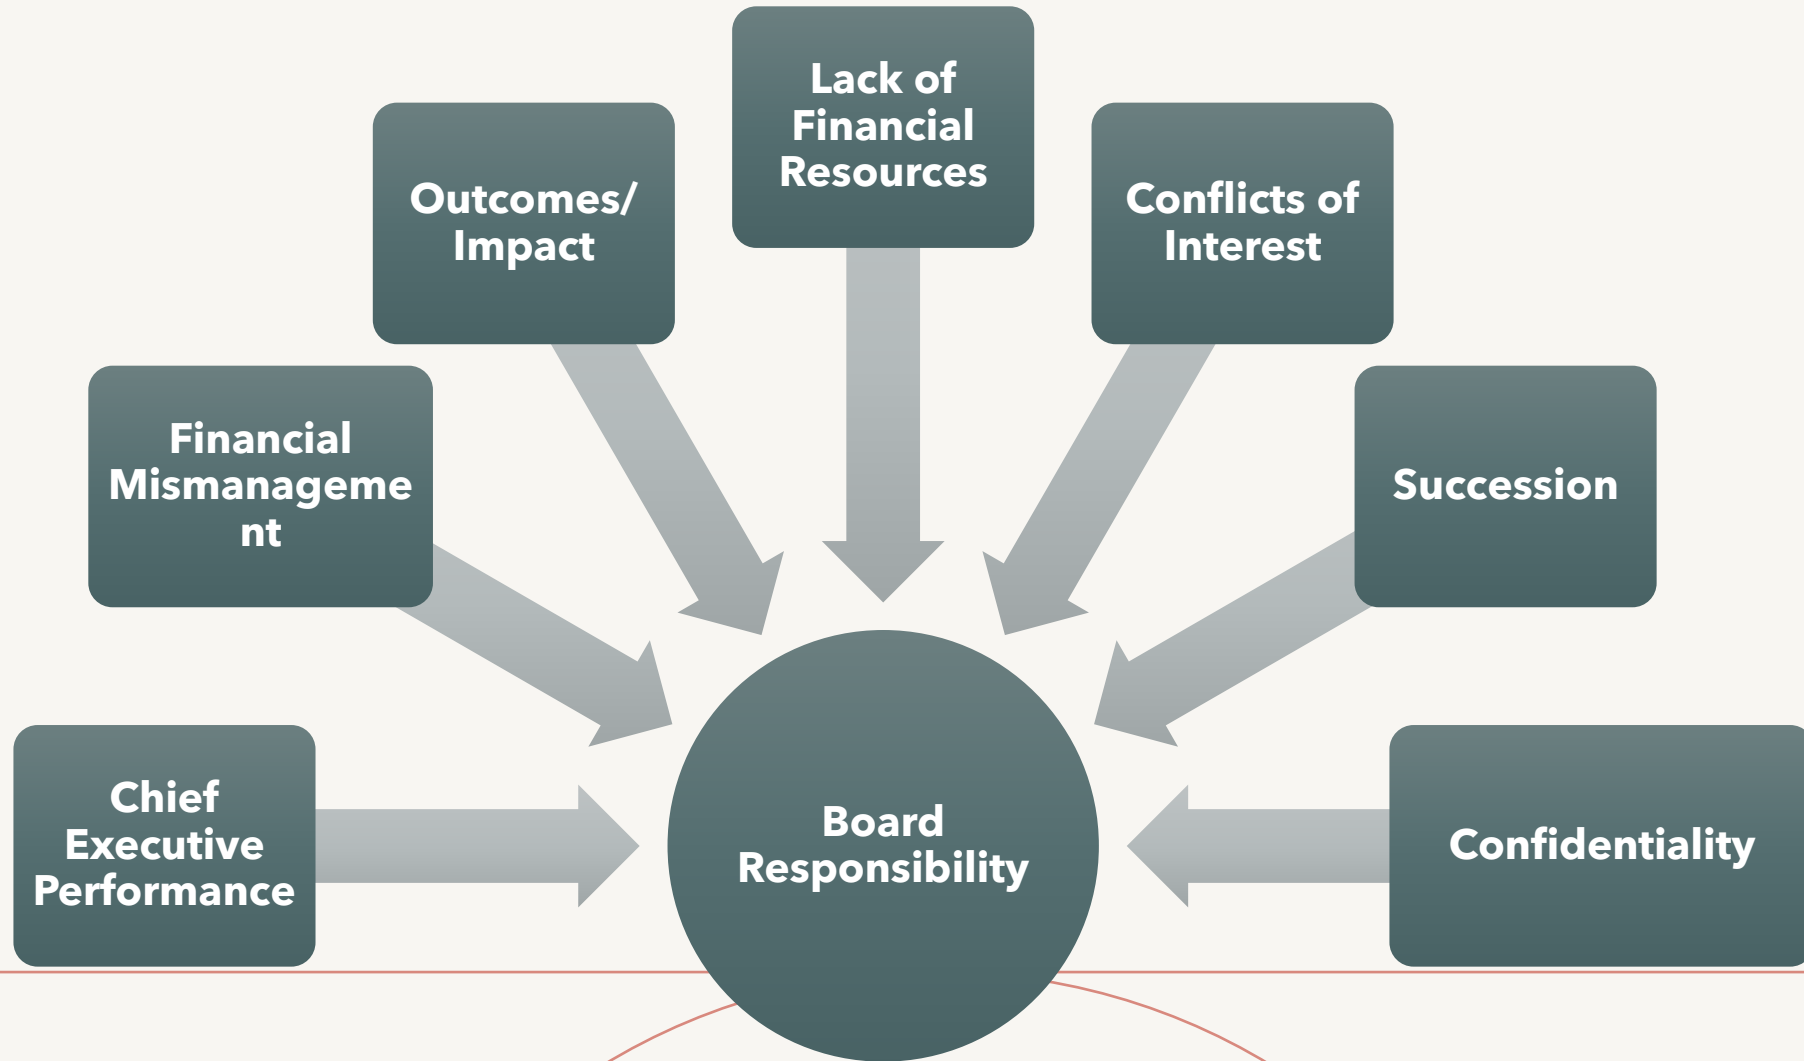 Lack of
Financial
Resources
Outcomes/
Impact
Conflicts of
Interest
Financial
Mismanageme
nt
Succession
Chief
Executive
Performance
Board
Responsibility
Confidentiality